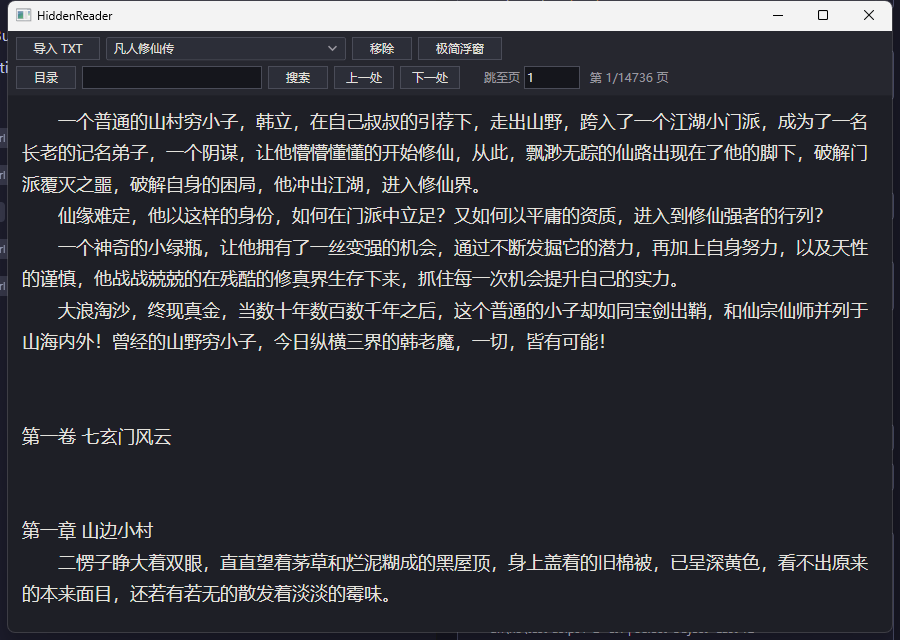 HiddenReader
导入 TXT 凡人修仙传 移除 极简浮窗
目录 搜索 上一处 下一处 跳至页 1 第 1/14736 页
一个普通的山村穷小子，韩立，在自己叔叔的引荐下，走出山野，跨入了一个江湖小门派，成为了一名
长老的记名弟子，一个阴谋，让他懵懵懂懂的开始修仙，从此，飘渺无踪的仙路出现在了他的脚下，破解门
派覆灭之噩，破解自身的困局，他冲出江湖，进入修仙界。
仙缘难定，他以这样的身份，如何在门派中立足？又如何以平庸的资质，进入到修仙强者的行列？
一个神奇的小绿瓶，让他拥有了一丝变强的机会，通过不断发掘它的潜力，再加上自身努力，以及天性
的谨慎，他战战兢兢的在残酷的修真界生存下来，抓住每一次机会提升自己的实力。
大浪淘沙，终现真金，当数十年数百数千年之后，这个普通的小子却如同宝剑出鞘，和仙宗仙师并列于
山海内外！曾经的山野穷小子，今日纵横三界的韩老魔，一切，皆有可能！
第一卷 七玄门风云
第一章 山边小村
二愣子睁大着双眼，直直望着茅草和烂泥糊成的黑屋顶，身上盖着的旧棉被，已呈深黄色，看不出原来
的本来面目，还若有若无的散发着淡淡的霉味。